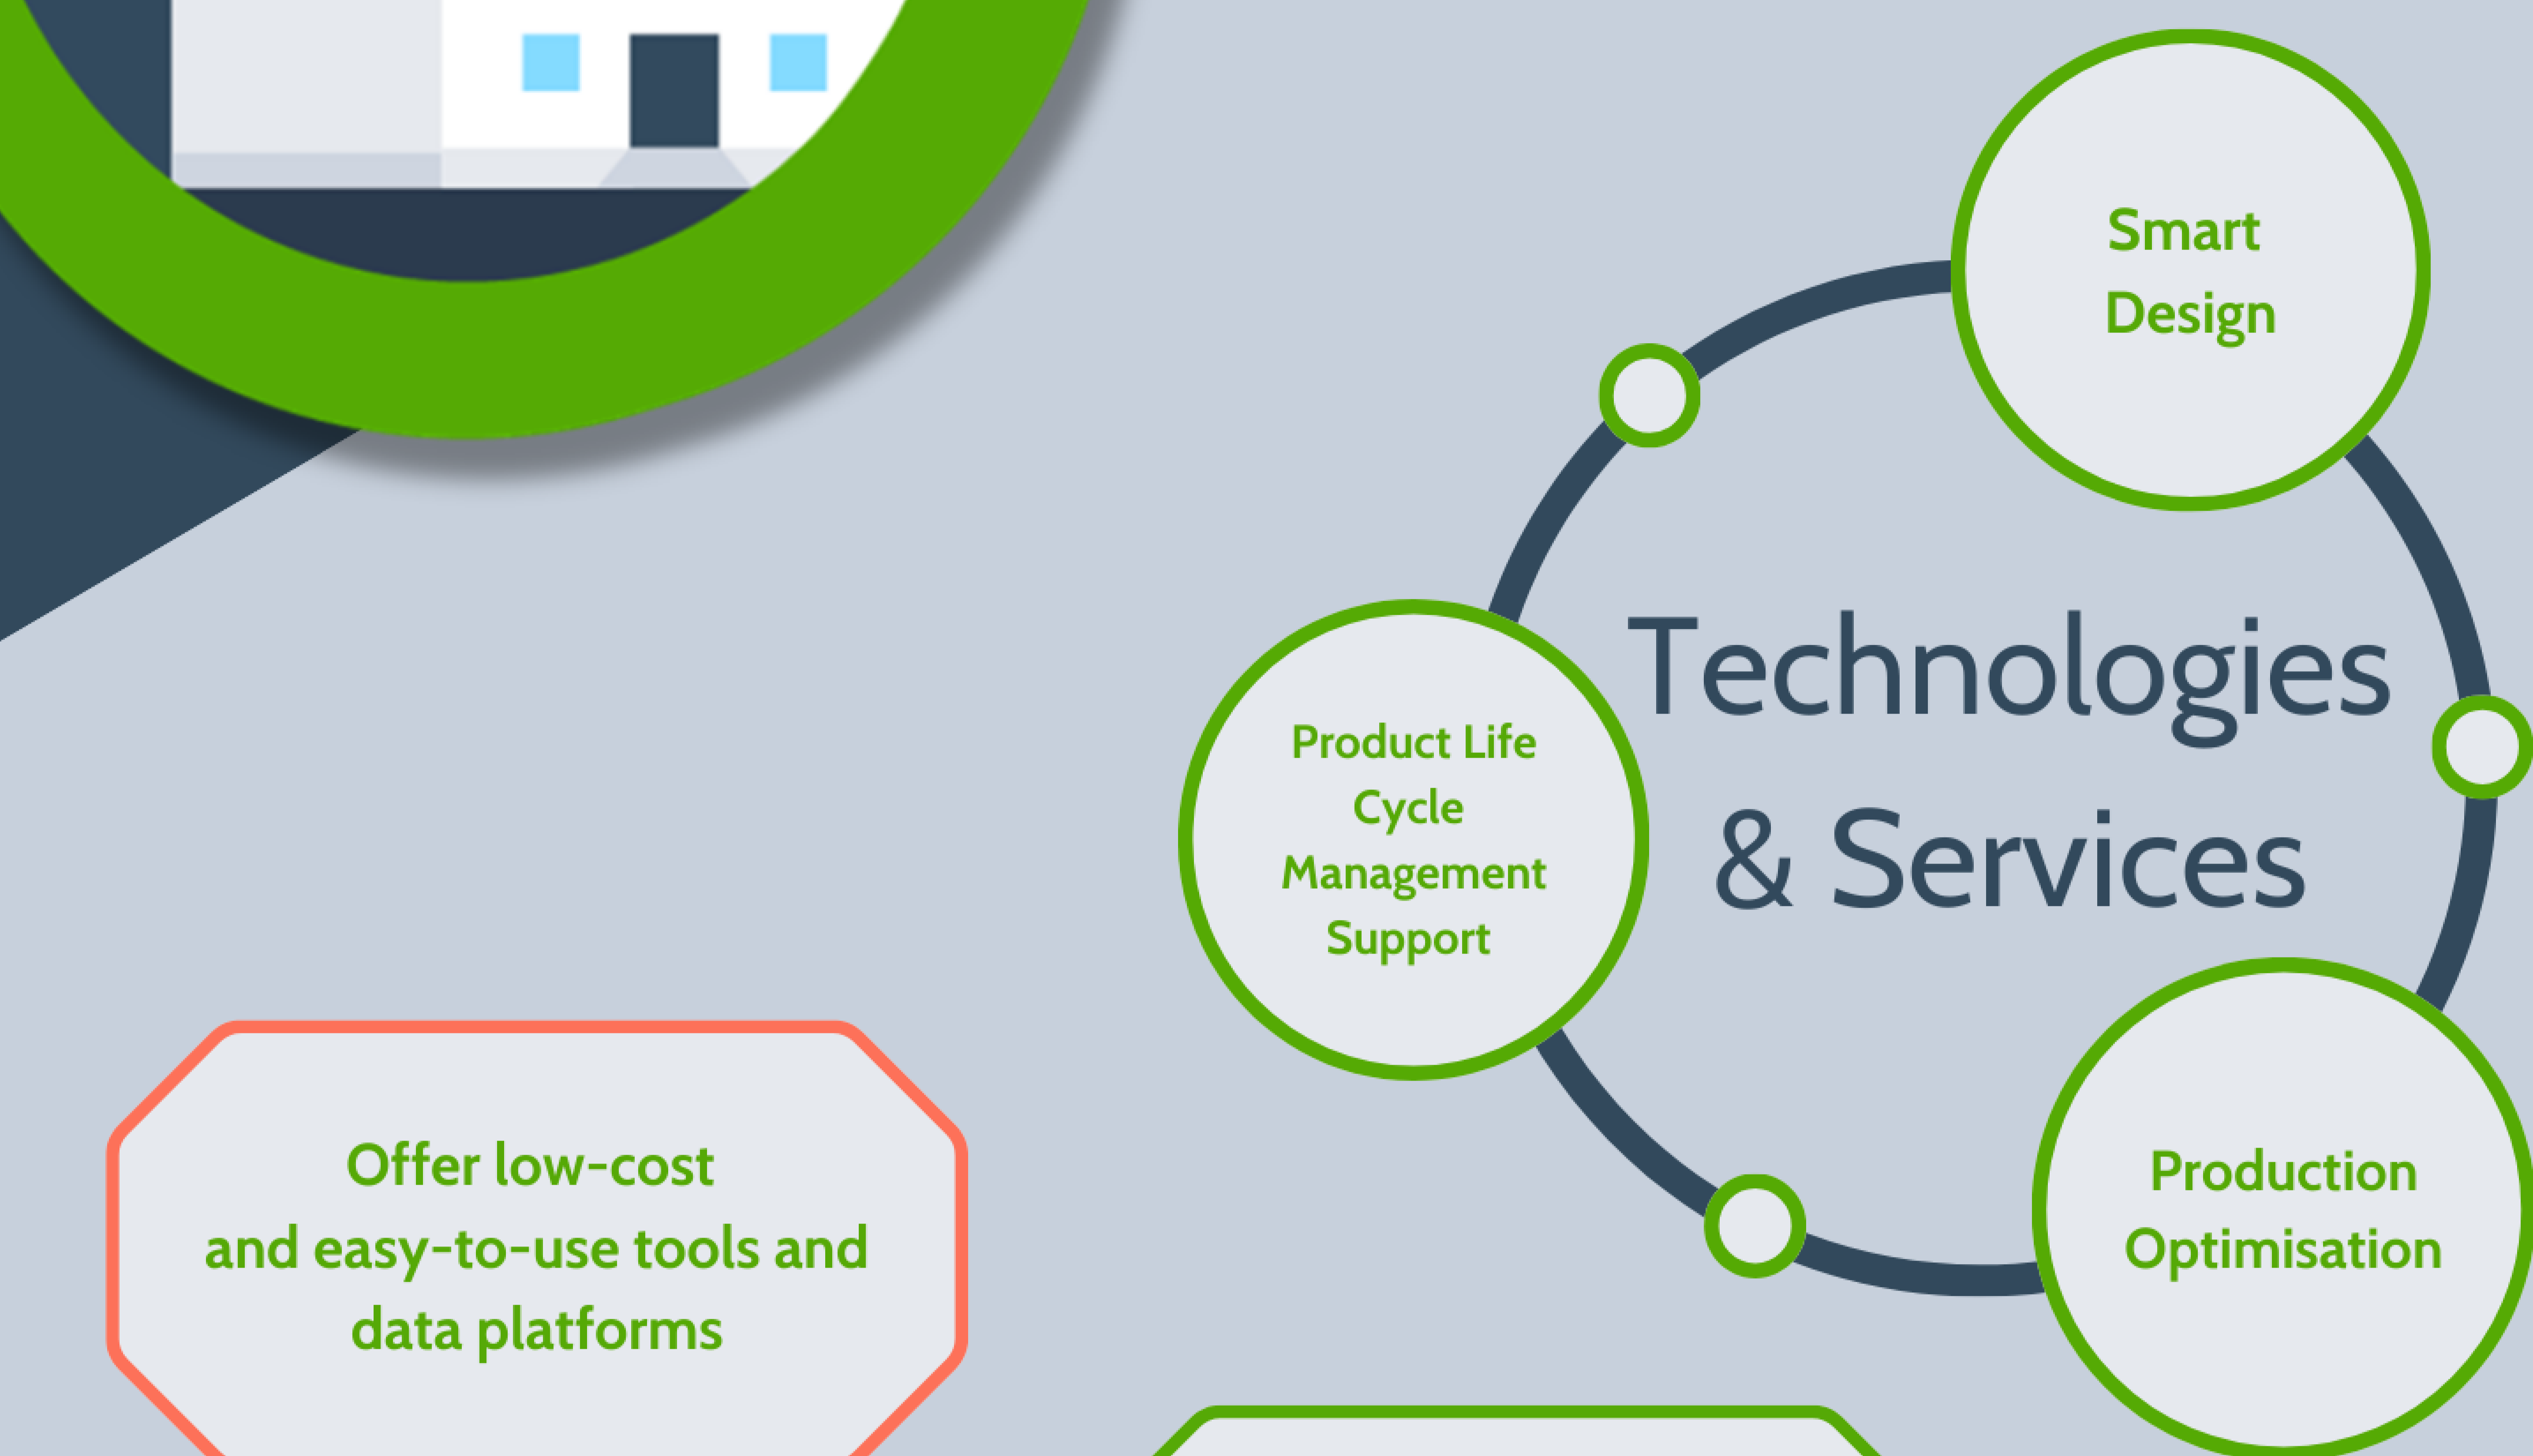 Smart
Design
Technologies
& Services
Product Life
Cycle
Management
Support
Production
Optimisation
Offer low-cost
and easy-to-use tools and
data platforms